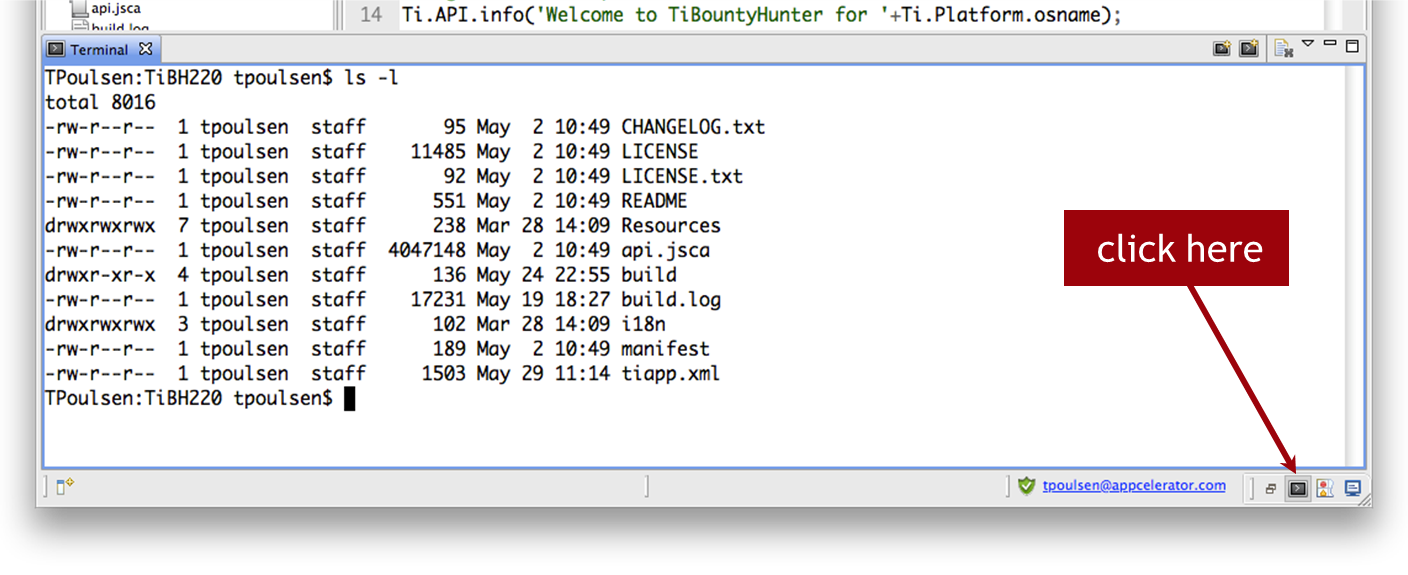 api.jsca
build.log
14 Ti.API.info('Welcome to TiBountyHunter for '+Ti.Platform.osname);
Terminal
TPoulsen:TiBH220 tpoulsen$ ls -l
total 8016
-rw-r--r--  1 tpoulsen  staff       95 May  2 10:49 CHANGELOG.txt
-rw-r--r--  1 tpoulsen  staff    11485 May  2 10:49 LICENSE
-rw-r--r--  1 tpoulsen  staff       92 May  2 10:49 LICENSE.txt
-rw-r--r--  1 tpoulsen  staff      551 May  2 10:49 README
drwxrwxrwx  7 tpoulsen  staff      238 Mar 28 14:09 Resources
-rw-r--r--  1 tpoulsen  staff  4047148 May  2 10:49 api.jsca
drwxr-xr-x  4 tpoulsen  staff      136 May 24 22:55 build
-rw-r--r--  1 tpoulsen  staff    17231 May 19 18:27 build.log
drwxrwxrwx  3 tpoulsen  staff      102 Mar 28 14:09 i18n
-rw-r--r--  1 tpoulsen  staff      189 May  2 10:49 manifest
-rw-r--r--  1 tpoulsen  staff     1503 May 29 11:14 tiapp.xml
TPoulsen:TiBH220 tpoulsen$
click here
tpoulsen@appcelerator.com